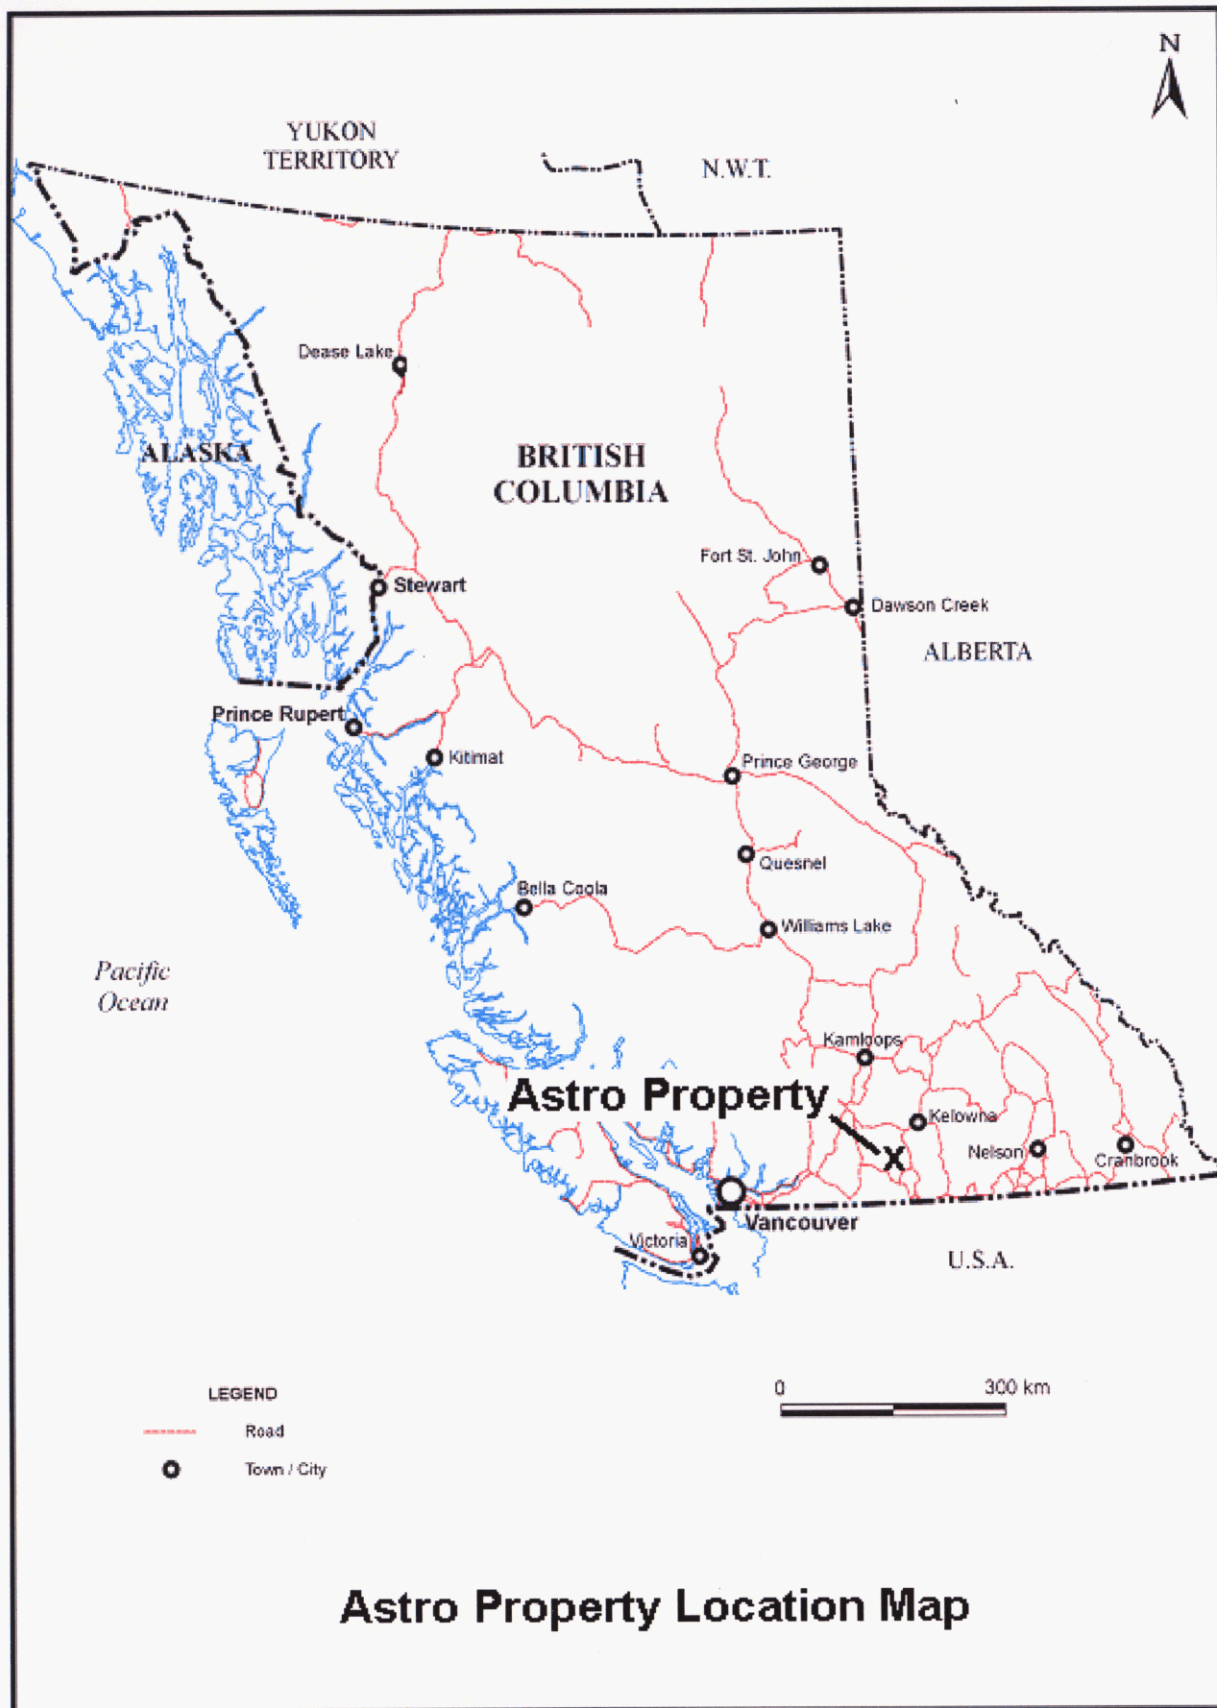 N
YUKON
TERRITORY
N.W.T.
Dease Lake
ALASKA
BRITISH
COLUMBIA
Fort St. John
Stewart
Dawson Creek
ALBERTA
Prince Rupert
Kitimat
Prince George
Quesnel
Bella Coola
Williams Lake
Pacific
Ocean
Kamloops
Astro Property
Kelowna
X
Nelson
Cranbrook
Vancouver
Victoria
U.S.A.
0 300 km
LEGEND
Road
Town / City
Astro Property Location Map